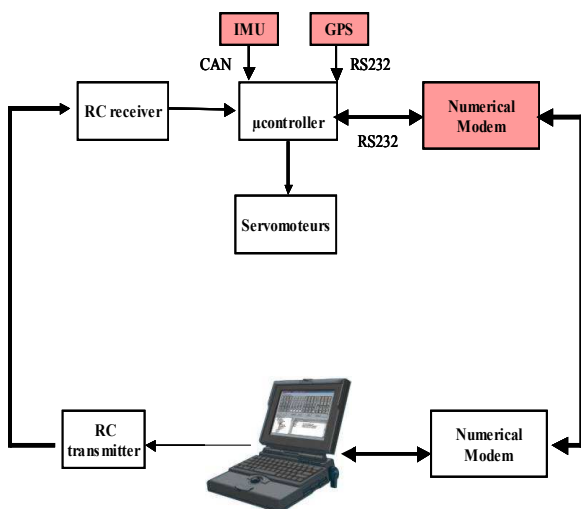 IMU
GPS
CAN
RS232
RC receiver
µcontroller
Numerical
Modem
RS232
Servomoteurs
RC
transmitter
Numerical
Modem